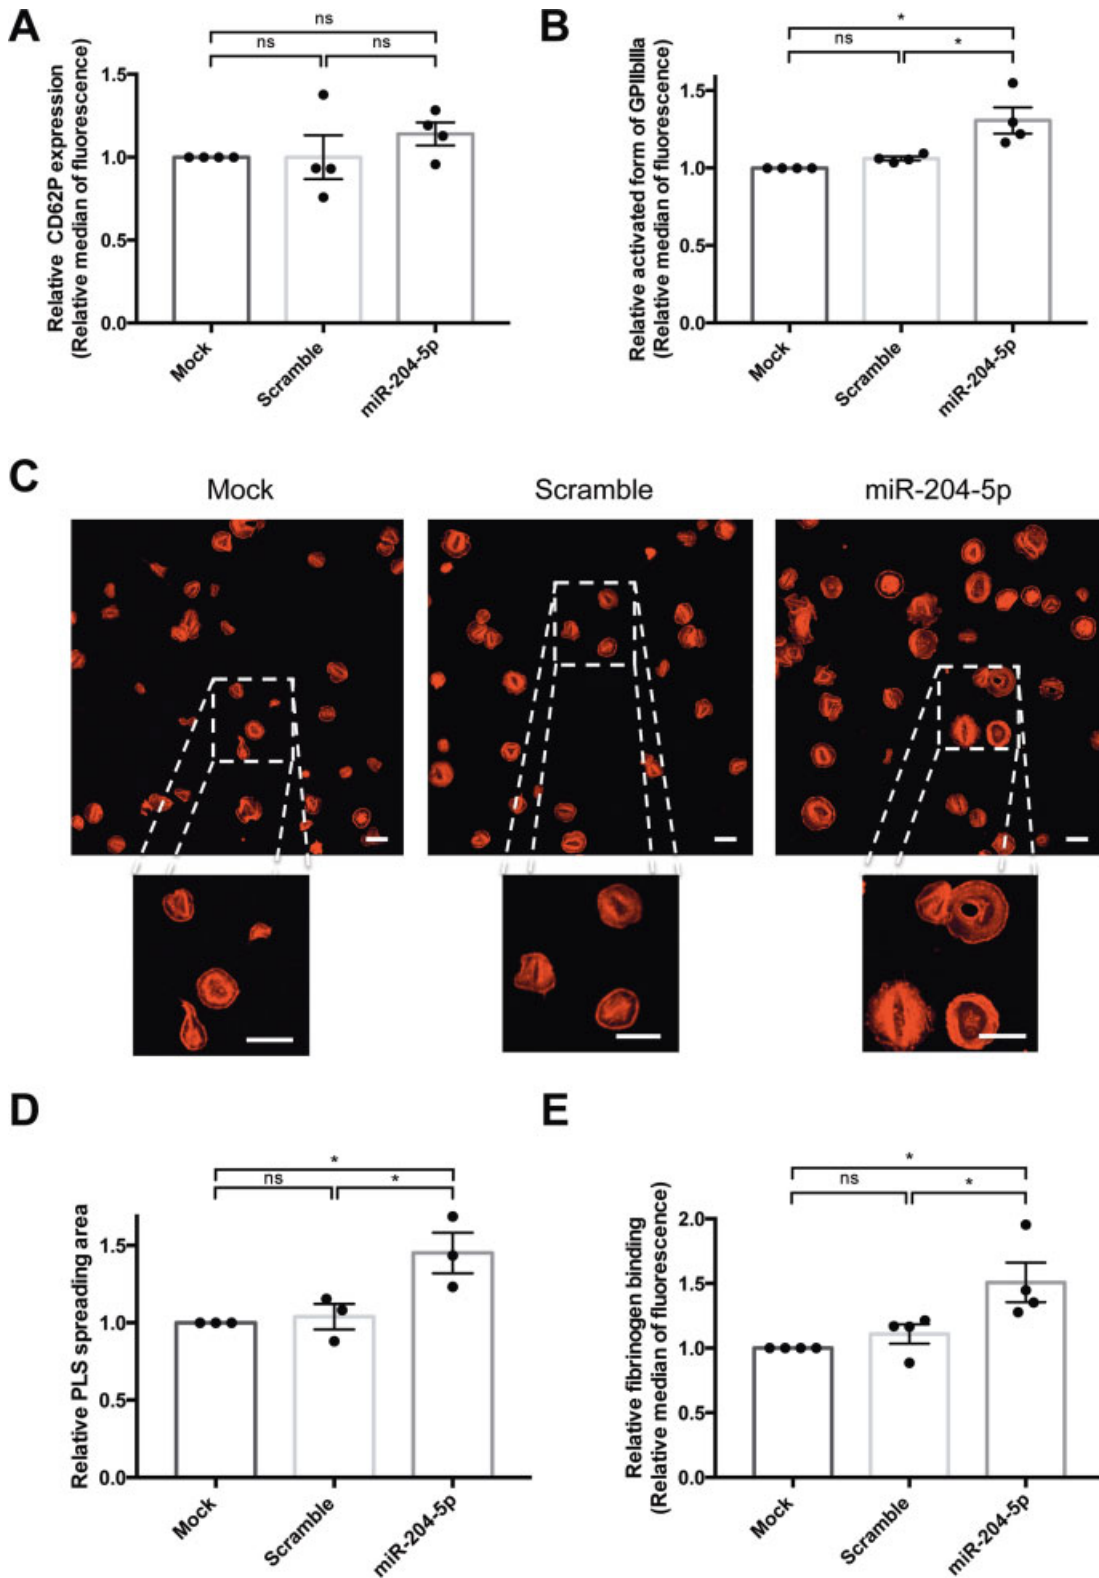 A
ns
ns
ns
Relative CD62P expression
(Relative median of fluorescence)
1.5
1.0
0.5
0.0
Mock
Scramble
miR-204-5p
B
*
ns
*
Relative activated form of GPIIbIIIa
(Relative median of fluorescence)
1.5
1.0
0.5
0.0
Mock
Scramble
miR-204-5p
C
Mock
Scramble
miR-204-5p
D
*
ns
*
Relative PLS spreading area
1.5
1.0
0.5
0.0
Mock
Scramble
miR-204-5p
E
*
ns
*
Relative fibrinogen binding
(Relative median of fluorescence)
2.0
1.5
1.0
0.5
0.0
Mock
Scramble
miR-204-5p